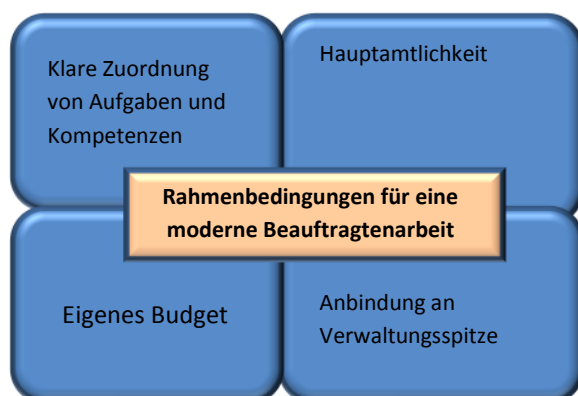 Klare Zuordnung
von Aufgaben und
Kompetenzen
Hauptamtlichkeit
Rahmenbedingungen für eine
moderne Beauftragtenarbeit
Eigenes Budget
Anbindung an
Verwaltungsspitze